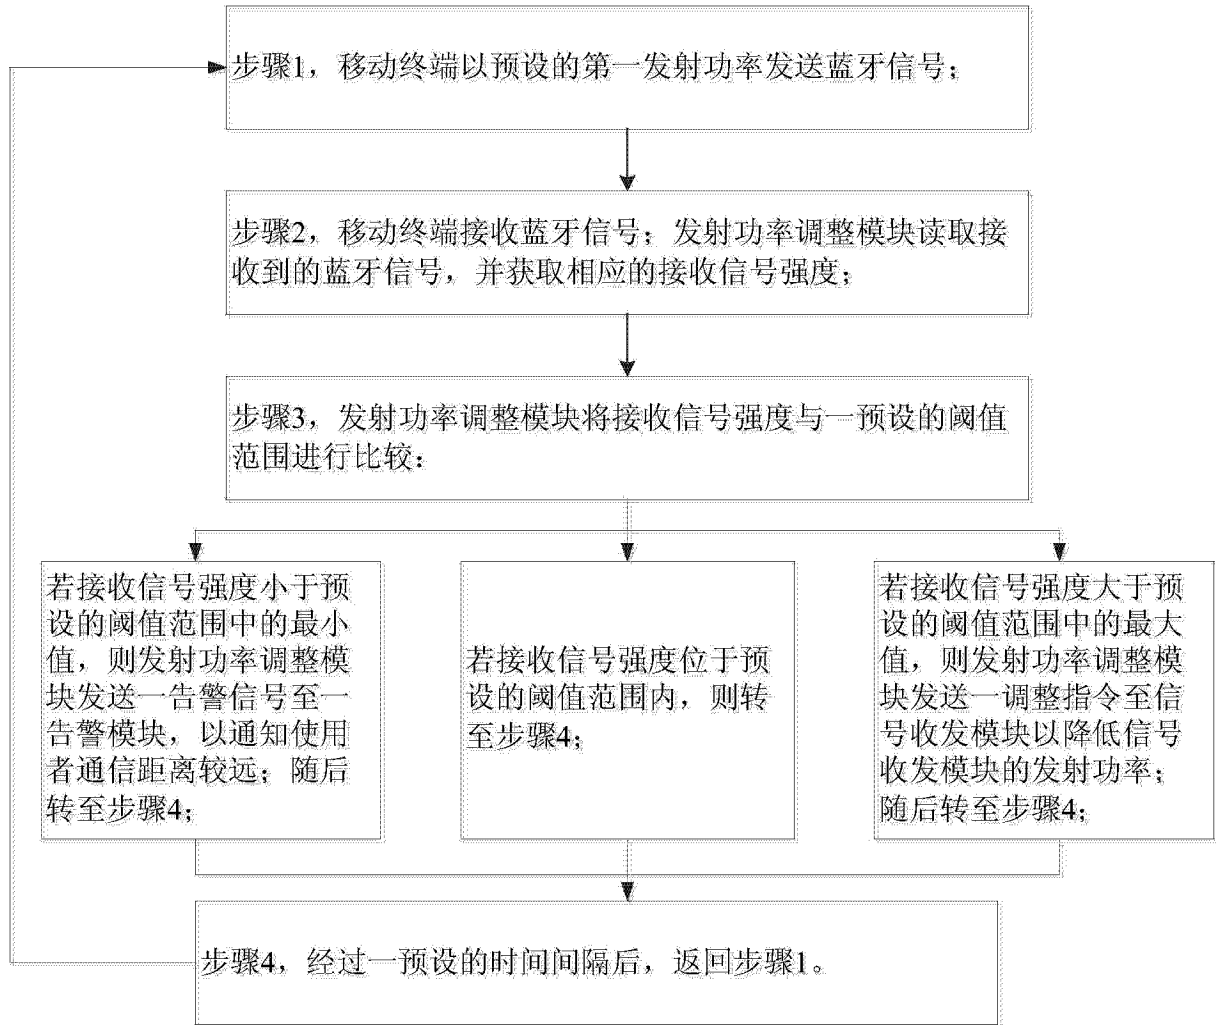 步骤1，移动终端以预设的第一发射功率发送蓝牙信号；
步骤2，移动终端接收蓝牙信号；发射功率调整模块读取接
收到的蓝牙信号，并获取相应的接收信号强度；
步骤3，发射功率调整模块将接收信号强度与一预设的阈值
范围进行比较：
若接收信号强度小于预
设的阈值范围中的最小
值，则发射功率调整模
块发送一告警信号至一
告警模块，以通知使用
者通信距离较远；随后
转至步骤4；
若接收信号强度位于预
设的阈值范围内，则转
至步骤4；
若接收信号强度大于预
设的阈值范围中的最大
值，则发射功率调整模
块发送一调整指令至信
号收发模块以降低信号
收发模块的发射功率；
随后转至步骤4；
步骤4，经过一预设的时间间隔后，返回步骤1。